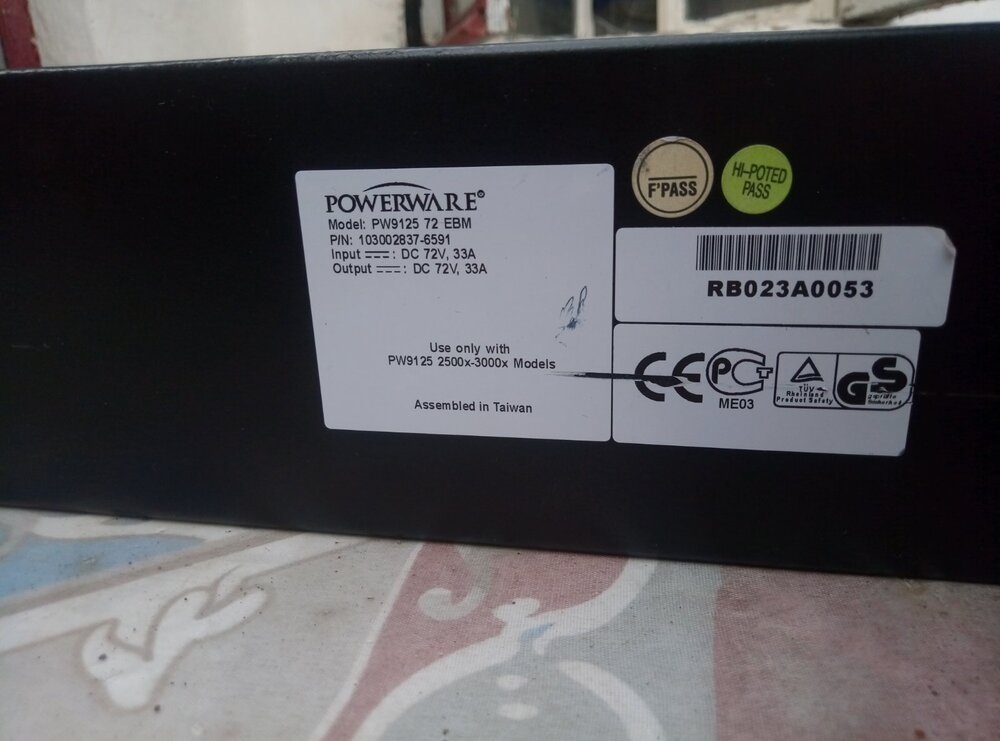 POWERWARE®
Model: PW9125 72 EBM
P/N: 103002837-6591
Input ⎓: DC 72V, 33A
Output ⎓: DC 72V, 33A
Use only with
PW9125 2500x-3000x Models
Assembled in Taiwan
F'PASS
HI-POTED
PASS
RB023A0053
CE
PCT
ME03
TÜV
Rheinland
Product Safety
GS
geprüfte
Sicherheit